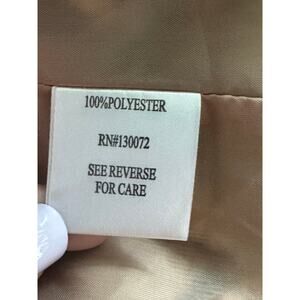 100%POLYESTER
RN#130072
SEE REVERSE
FOR CARE